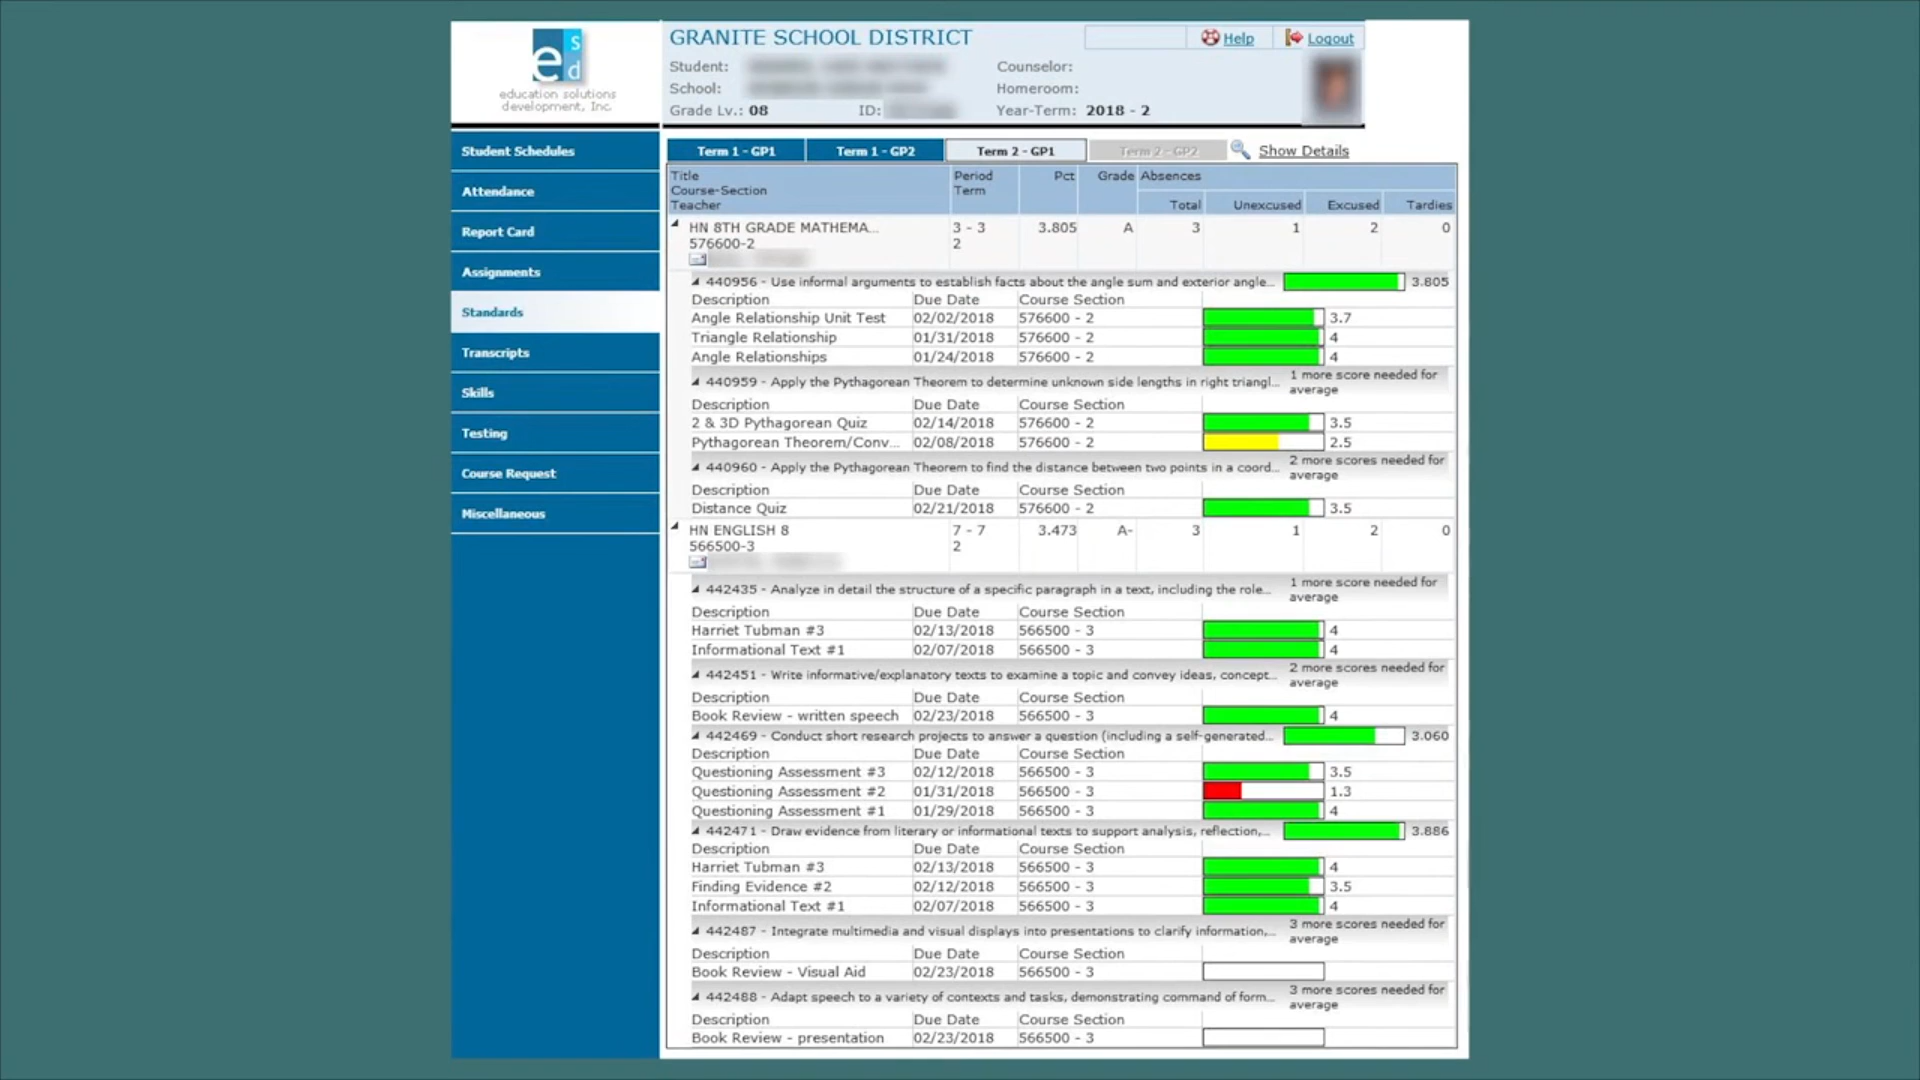 e s d
education solutions
development, Inc.
GRANITE SCHOOL DISTRICT
Help
Logout
Student:
Counselor:
School:
Homeroom:
Grade Lv.: 08 ID: Year-Term: 2018 - 2
Student Schedules
Attendance
Report Card
Assignments
Standards
Transcripts
Skills
Testing
Course Request
Miscellaneous
Term 1 - GP1 Term 1 - GP2 Term 2 - GP1 Term 2 - GP2 Show Details
Title Period Pct Grade Absences
Course-Section Term
Teacher Total Unexcused Excused Tardies
HN 8TH GRADE MATHEMA... 3 - 3 3.805 A 3 1 2 0
576600-2 2
440956 - Use informal arguments to establish facts about the angle sum and exterior angle... 3.805
Description Due Date Course Section
Angle Relationship Unit Test 02/02/2018 576600 - 2 3.7
Triangle Relationship 01/31/2018 576600 - 2 4
Angle Relationships 01/24/2018 576600 - 2 4
440959 - Apply the Pythagorean Theorem to determine unknown side lengths in right triangl... 1 more score needed for
average
Description Due Date Course Section
2 & 3D Pythagorean Quiz 02/14/2018 576600 - 2 3.5
Pythagorean Theorem/Conv... 02/08/2018 576600 - 2 2.5
440960 - Apply the Pythagorean Theorem to find the distance between two points in a coord... 2 more scores needed for
average
Description Due Date Course Section
Distance Quiz 02/21/2018 576600 - 2 3.5
HN ENGLISH 8 7 - 7 3.473 A- 3 1 2 0
566500-3 2
442435 - Analyze in detail the structure of a specific paragraph in a text, including the role... 1 more score needed for
average
Description Due Date Course Section
Harriet Tubman #3 02/13/2018 566500 - 3 4
Informational Text #1 02/07/2018 566500 - 3 4
442451 - Write informative/explanatory texts to examine a topic and convey ideas, concept... 2 more scores needed for
average
Description Due Date Course Section
Book Review - written speech 02/23/2018 566500 - 3 4
442469 - Conduct short research projects to answer a question (including a self-generated... 3.060
Description Due Date Course Section
Questioning Assessment #3 02/12/2018 566500 - 3 3.5
Questioning Assessment #2 01/31/2018 566500 - 3 1.3
Questioning Assessment #1 01/29/2018 566500 - 3 4
442471 - Draw evidence from literary or informational texts to support analysis, reflection,... 3.886
Description Due Date Course Section
Harriet Tubman #3 02/13/2018 566500 - 3 4
Finding Evidence #2 02/12/2018 566500 - 3 3.5
Informational Text #1 02/07/2018 566500 - 3 4
442487 - Integrate multimedia and visual displays into presentations to clarify information,... 3 more scores needed for
average
Description Due Date Course Section
Book Review - Visual Aid 02/23/2018 566500 - 3
442488 - Adapt speech to a variety of contexts and tasks, demonstrating command of form... 3 more scores needed for
average
Description Due Date Course Section
Book Review - presentation 02/23/2018 566500 - 3